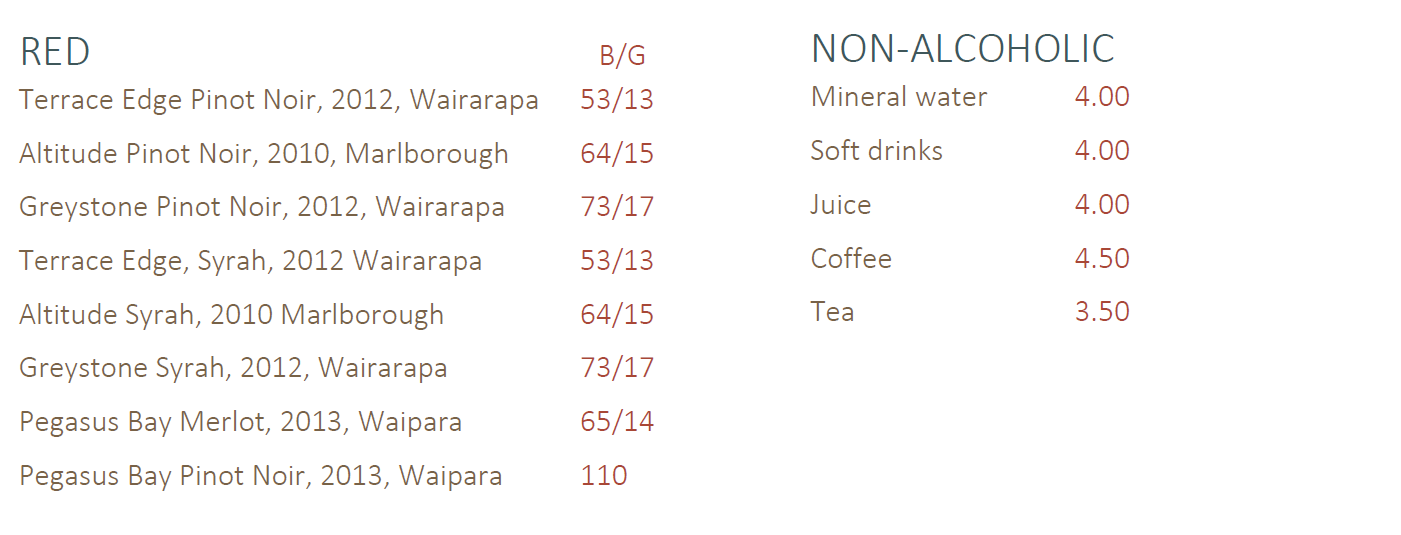 RED B/G
Terrace Edge Pinot Noir, 2012, Wairarapa 53/13
Altitude Pinot Noir, 2010, Marlborough 64/15
Greystone Pinot Noir, 2012, Wairarapa 73/17
Terrace Edge, Syrah, 2012 Wairarapa 53/13
Altitude Syrah, 2010 Marlborough 64/15
Greystone Syrah, 2012, Wairarapa 73/17
Pegasus Bay Merlot, 2013, Waipara 65/14
Pegasus Bay Pinot Noir, 2013, Waipara 110
NON-ALCOHOLIC
Mineral water 4.00
Soft drinks 4.00
Juice 4.00
Coffee 4.50
Tea 3.50